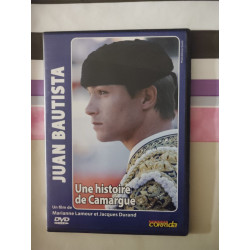 JUAN BAUTISTA
Une histoire
de Camargue
Un film de
Marianne Lamour et Jacques Durand
DVD
corrida